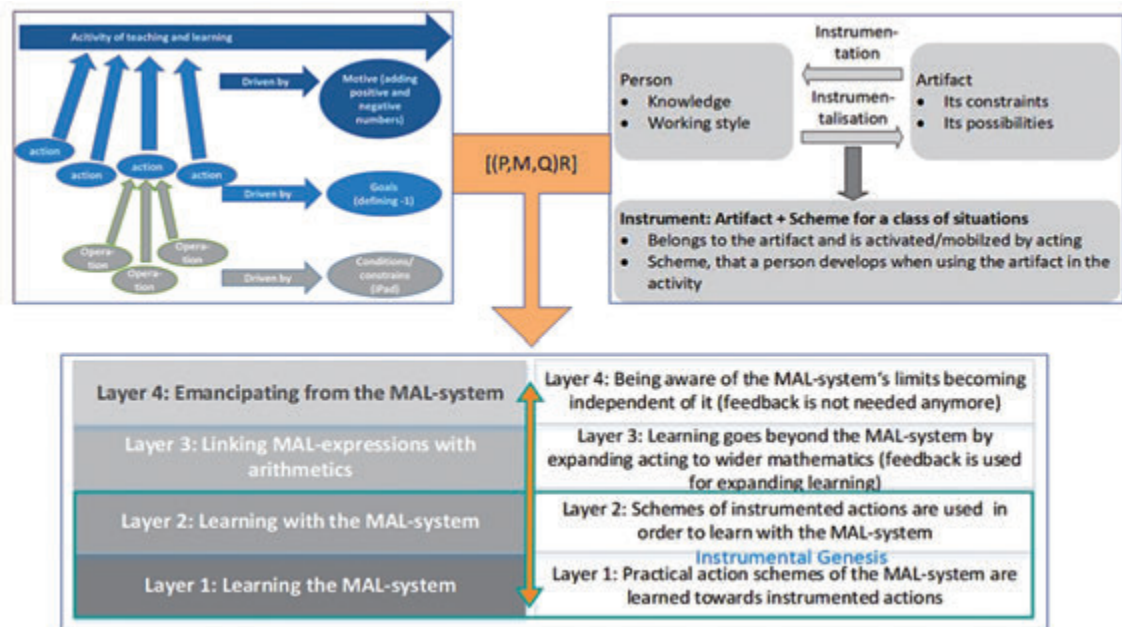 Acitivity of teaching and learning
Driven by
Motive (adding
positive and
negative
numbers)
action
action
action
action
Driven by
Goals
(defining -1)
Opera-
tion
Opera-
tion
Opera-
tion
Driven by
Conditions/
constrains
(iPad)
[(P,M,Q)R]
Instrumen-
tation
Person
• Knowledge
• Working style
Instrumen-
talisation
Artifact
• Its constraints
• Its possibilities
Instrument: Artifact + Scheme for a class of situations
• Belongs to the artifact and is activated/mobilzed by acting
• Scheme, that a person develops when using the artifact in the
activity
Layer 4: Emancipating from the MAL-system
Layer 4: Being aware of the MAL-system's limits becoming
independent of it (feedback is not needed anymore)
Layer 3: Linking MAL-expressions with
arithmetics
Layer 3: Learning goes beyond the MAL-system by
expanding acting to wider mathematics (feedback is used
for expanding learning)
Layer 2: Learning with the MAL-system
Layer 2: Schemes of instrumented actions are used in
order to learn with the MAL-system
Instrumental Genesis
Layer 1: Learning the MAL-system
Layer 1: Practical action schemes of the MAL-system are
learned towards instrumented actions